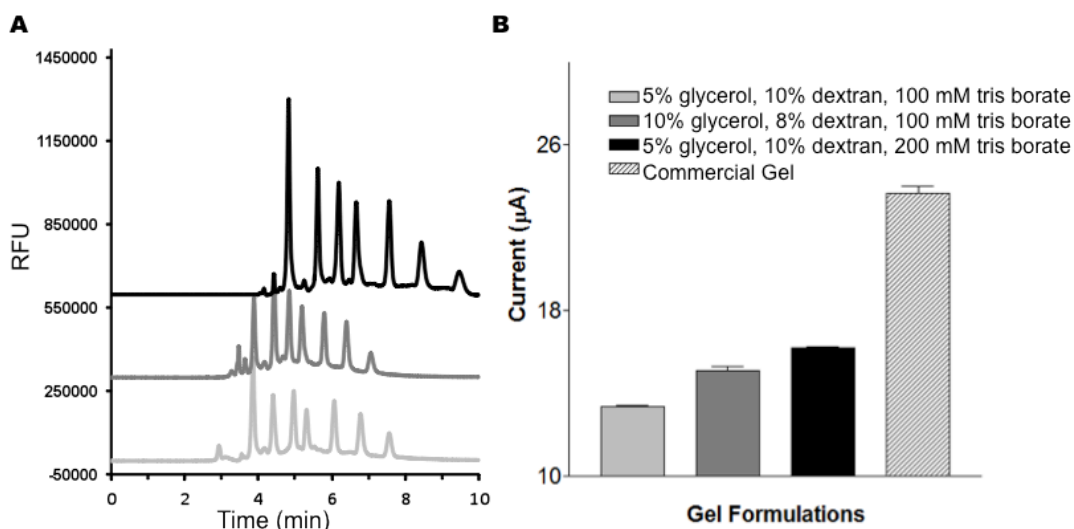 A
1450000
1150000
850000
550000
250000
-50000
RFU
0 2 4 6 8 10
Time (min)
B
5% glycerol, 10% dextran, 100 mM tris borate
10% glycerol, 8% dextran, 100 mM tris borate
5% glycerol, 10% dextran, 200 mM tris borate
Commercial Gel
26
18
10
Current (μA)
Gel Formulations